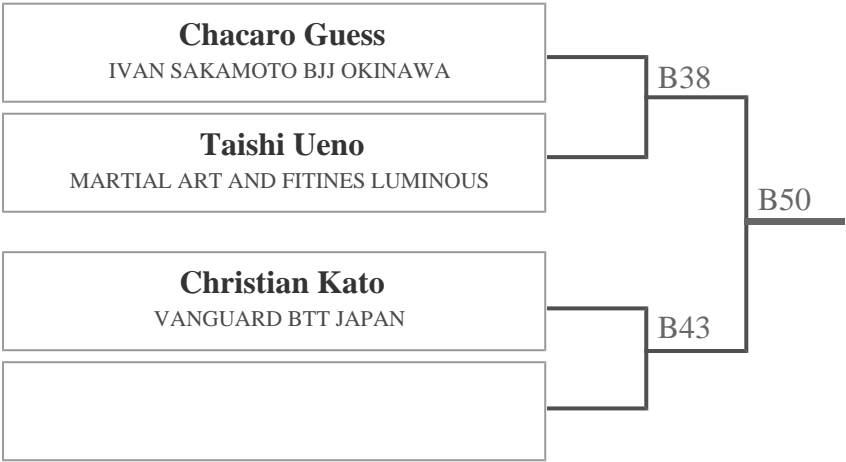 Chacaro Guess
IVAN SAKAMOTO BJJ OKINAWA
B38
Taishi Ueno
MARTIAL ART AND FITINES LUMINOUS
B50
Christian Kato
VANGUARD BTT JAPAN
B43